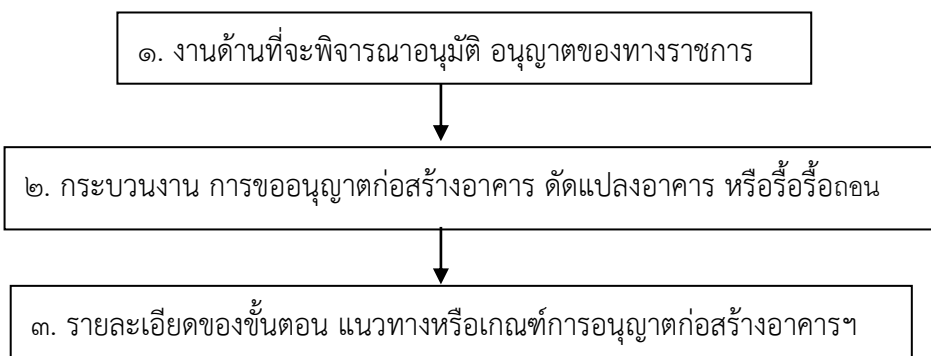 ๑. งานด้านที่จะพิจารณาอนุมัติ อนุญาตของทางราชการ
๒. กระบวนงาน การขออนุญาตก่อสร้างอาคาร ดัดแปลงอาคาร หรือรื้อรื้อถอน
๓. รายละเอียดของขั้นตอน แนวทางหรือเกณฑ์การอนุญาตก่อสร้างอาคารฯ